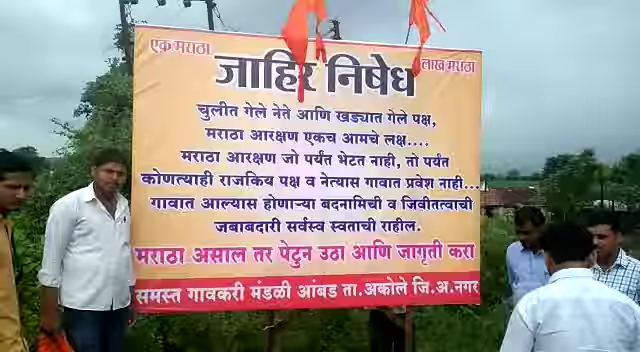 एक मराठा
लाख मराठा
जाहिर निषेध
चुलीत गेले नेते आणि खड्यात गेले पक्ष,
मराठा आरक्षण एकच आमचे लक्ष....
मराठा आरक्षण जो पर्यंत भेटत नाही, तो पर्यंत
कोणत्याही राजकिय पक्ष व नेत्यास गावात प्रवेश नाही...
गावात आल्यास होणाऱ्या बदनामिची व जिवीतत्वाची
जबाबदारी सर्वस्व स्वताची राहील.
मराठा असाल तर पेटुन उठा आणि जागृती करा
समस्त गावकरी मंडळी आंबड ता.अकोले जि.अ.नगर